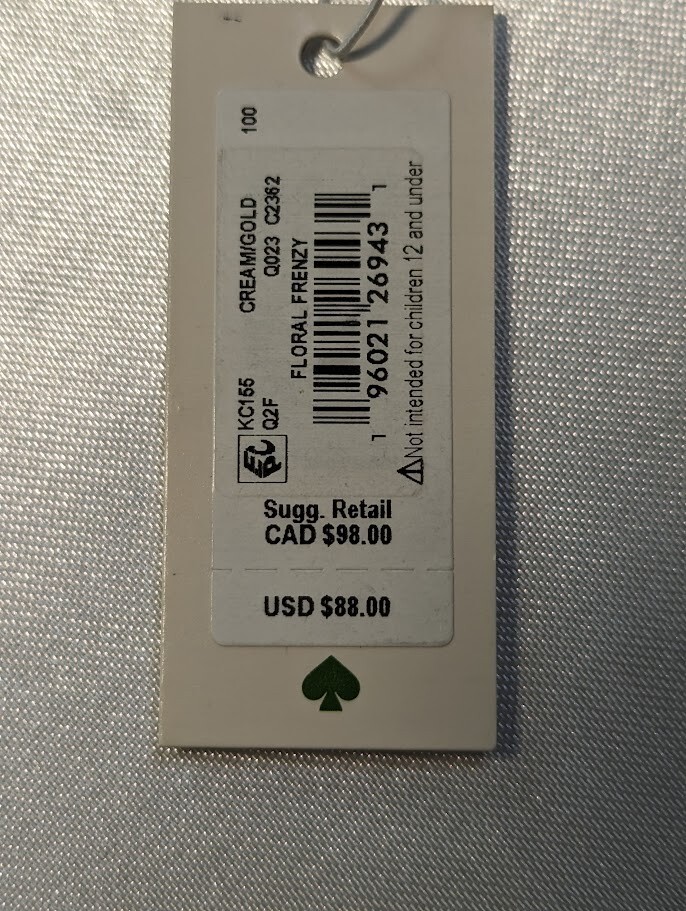 100
KC155 CREAM/GOLD
Q2F Q023 C2362
FLORAL FRENZY
1 96021 26943 1
⚠Not intended for children 12 and under
Sugg. Retail
CAD $98.00
USD $88.00